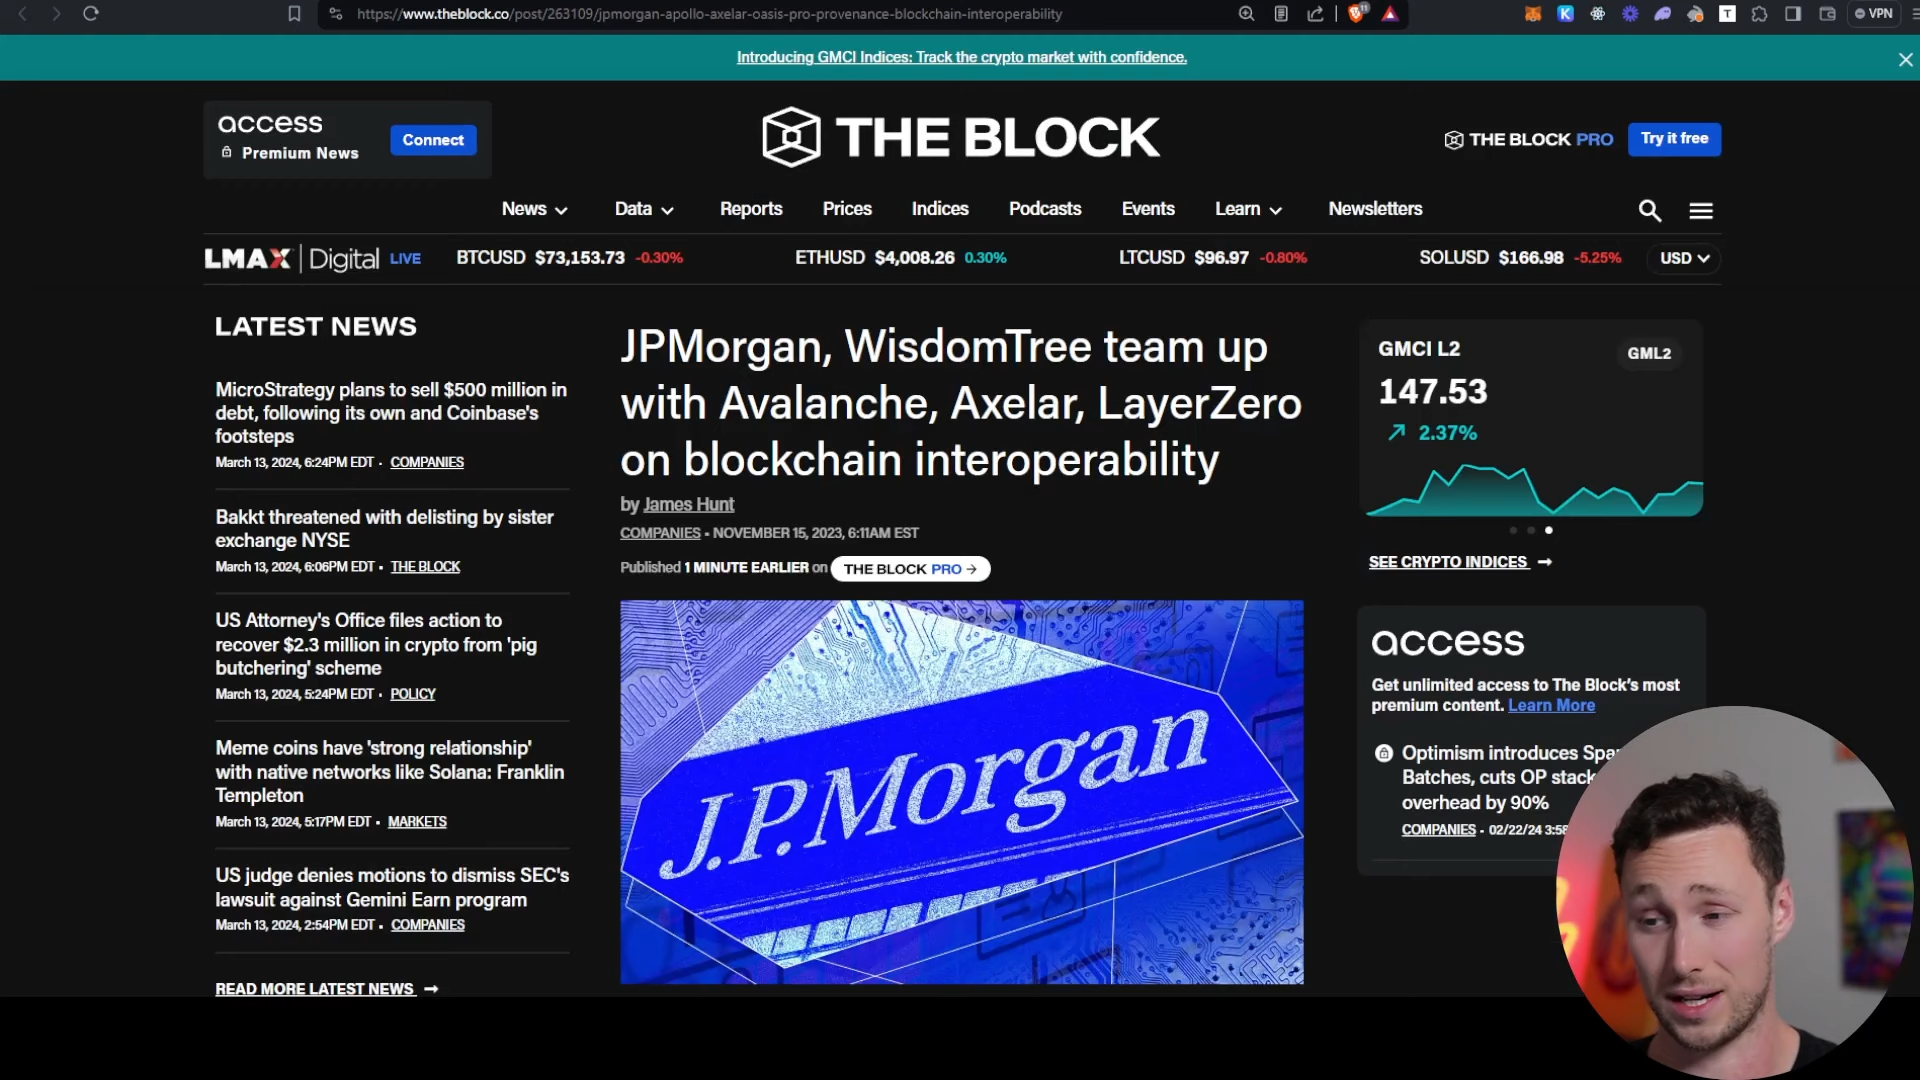 https://www.theblock.co/post/263109/jpmorgan-apollo-axelar-oasis-pro-provenance-blockchain-interoperability
11
K
T
VPN
Introducing GMCI Indices: Track the crypto market with confidence.
access
Premium News
Connect
THE BLOCK
THE BLOCK PRO
Try it free
News
Data
Reports
Prices
Indices
Podcasts
Events
Learn
Newsletters
LMAX Digital LIVE
BTCUSD $73,153.73 -0.30%
ETHUSD $4,008.26 0.30%
LTCUSD $96.97 -0.80%
SOLUSD $166.98 -5.25%
USD
LATEST NEWS
MicroStrategy plans to sell $500 million in
debt, following its own and Coinbase's
footsteps
March 13, 2024, 6:24PM EDT • COMPANIES
Bakkt threatened with delisting by sister
exchange NYSE
March 13, 2024, 6:06PM EDT • THE BLOCK
US Attorney's Office files action to
recover $2.3 million in crypto from 'pig
butchering' scheme
March 13, 2024, 5:24PM EDT • POLICY
Meme coins have 'strong relationship'
with native networks like Solana: Franklin
Templeton
March 13, 2024, 5:17PM EDT • MARKETS
US judge denies motions to dismiss SEC's
lawsuit against Gemini Earn program
March 13, 2024, 2:54PM EDT • COMPANIES
READ MORE LATEST NEWS →
JPMorgan, WisdomTree team up
with Avalanche, Axelar, LayerZero
on blockchain interoperability
by James Hunt
COMPANIES • NOVEMBER 15, 2023, 6:11AM EST
Published 1 MINUTE EARLIER on THE BLOCK PRO →
J.P.Morgan
GMCI L2
GML2
147.53
2.37%
SEE CRYPTO INDICES →
access
Get unlimited access to The Block's most
premium content. Learn More
Optimism introduces
Batches, cuts OP stack
overhead by 90%
COMPANIES • 02/22/24